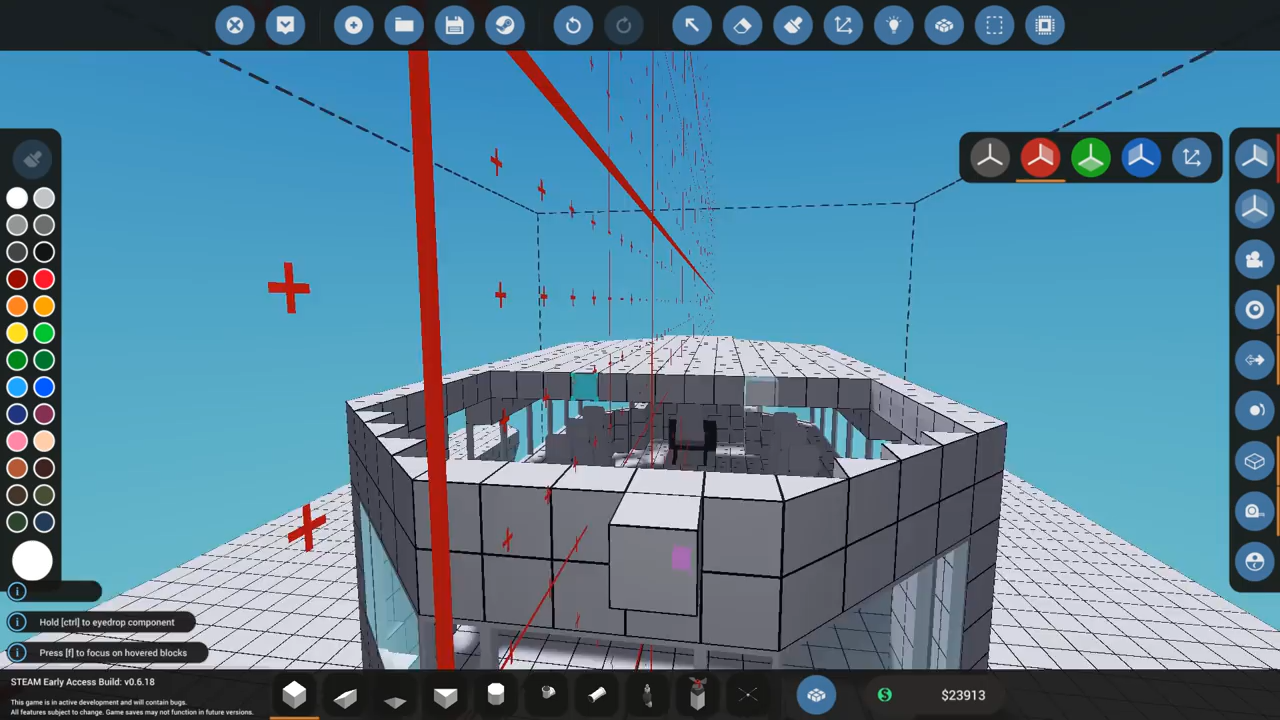 Hold [ctrl] to eyedrop component
Press [f] to focus on hovered blocks
STEAM Early Access Build: v0.6.18
This game is in active development and will contain bugs.
All features subject to change. Game saves may not function in future versions.
$ $23913